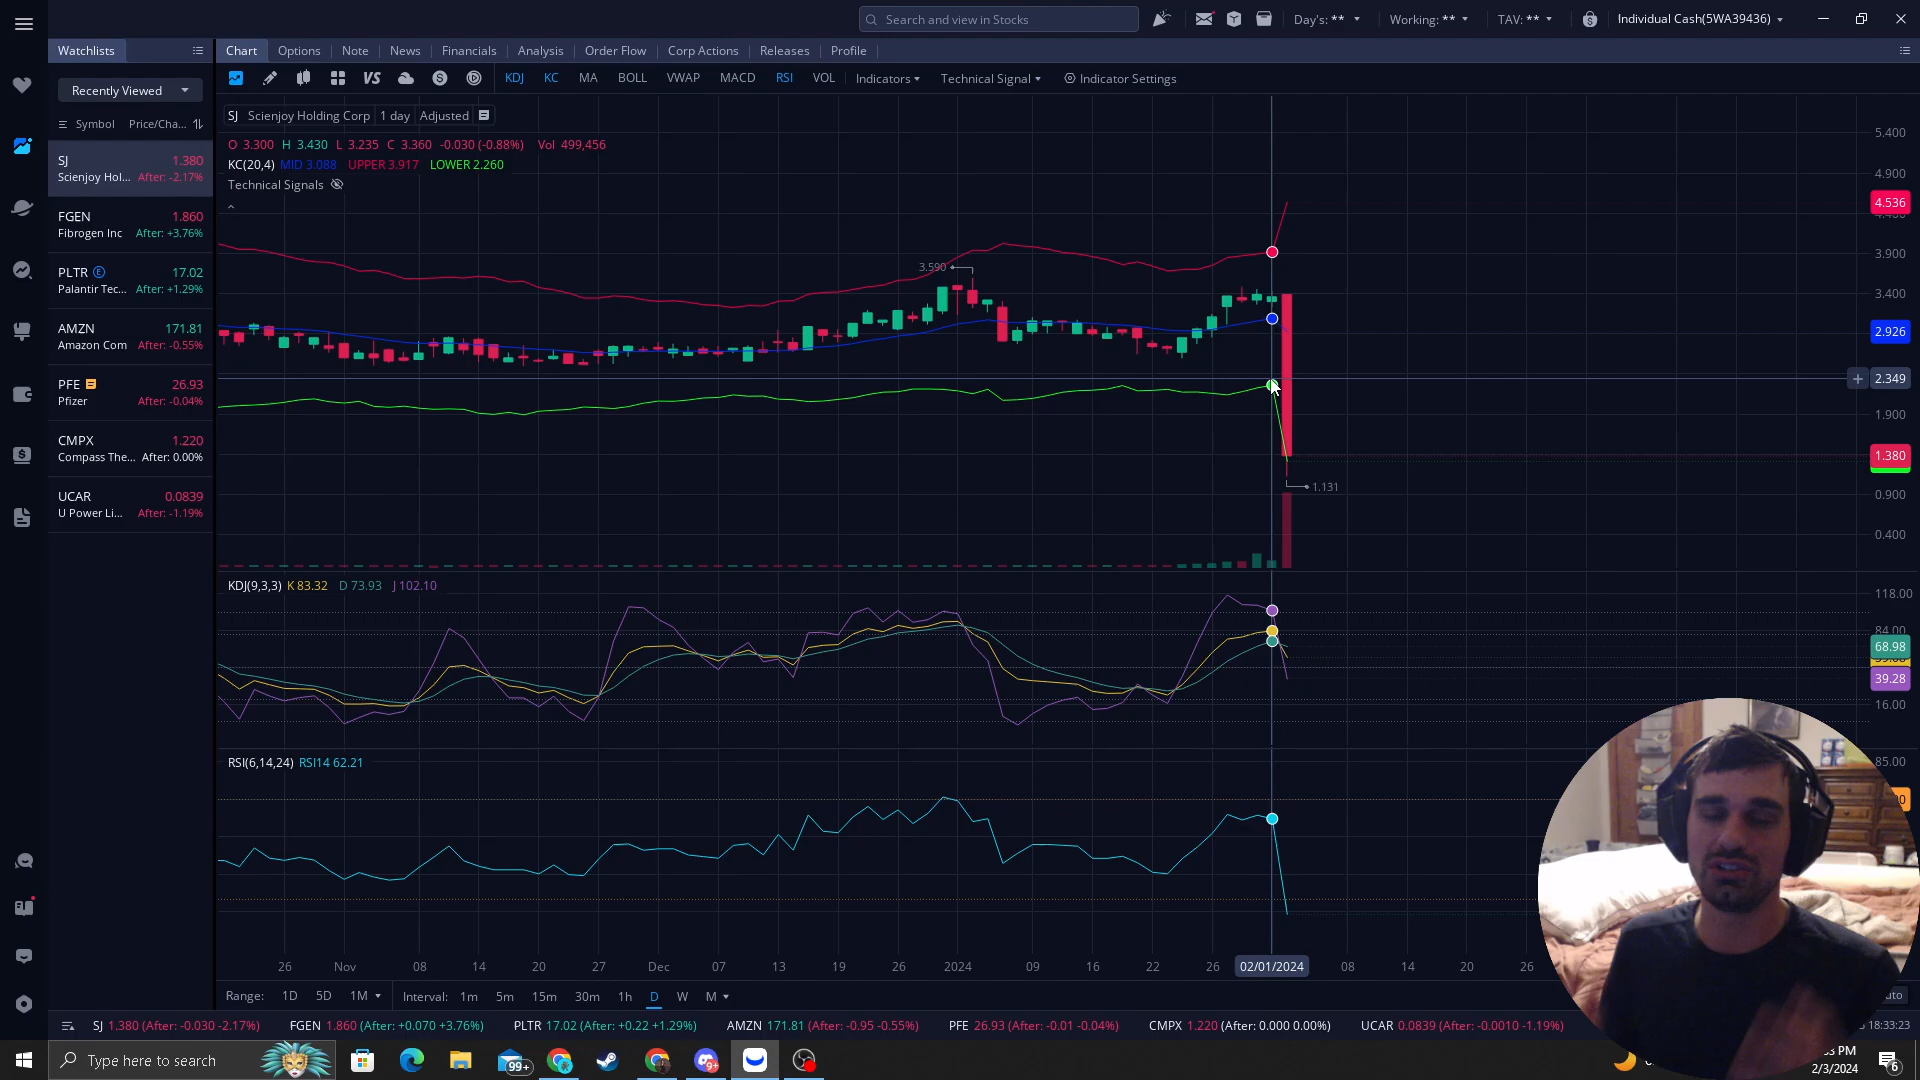 Search and view in Stocks
Day's: **
Working: **
TAV: **
Individual Cash(5WA39436)
Watchlists
Chart Options Note News Financials Analysis Order Flow Corp Actions Releases Profile
Recently Viewed
VS
S
KDJ KC MA BOLL VWAP MACD RSI VOL Indicators Technical Signal Indicator Settings
Symbol Price/Cha...
SJ 1.380
Scienjoy Hol... After: -2.17%
FGEN 1.860
Fibrogen Inc After: +3.76%
PLTR E 17.02
Palantir Tec... After: +1.29%
AMZN 171.81
Amazon Com After: -0.55%
PFE 26.93
Pfizer After: -0.04%
CMPX 1.220
Compass The... After: 0.00%
UCAR 0.0839
U Power Li... After: -1.19%
SJ Scienjoy Holding Corp 1 day Adjusted
O 3.300 H 3.430 L 3.235 C 3.360 -0.030 (-0.88%) Vol 499,456
KC(20,4) MID 3.088 UPPER 3.917 LOWER 2.260
Technical Signals
3.590
1.131
5.400
4.900
4.536
3.900
3.400
2.926
2.349
1.900
1.380
0.900
0.400
KDJ(9,3,3) K 83.32 D 73.93 J 102.10
118.00
84.00
68.98
39.28
16.00
RSI(6,14,24) RSI14 62.21
85.00
26 Nov 08 14 20 27 Dec 07 13 19 26 2024 09 16 22 26 02/01/2024 08 14 20 26
Range: 1D 5D 1M Interval: 1m 5m 15m 30m 1h D W M
SJ 1.380 (After: -0.030 -2.17%) FGEN 1.860 (After: +0.070 +3.76%) PLTR 17.02 (After: +0.22 +1.29%) AMZN 171.81 (After: -0.95 -0.55%) PFE 26.93 (After: -0.01 -0.04%) CMPX 1.220 (After: 0.000 0.00%) UCAR 0.0839 (After: -0.0010 -1.19%)
18:33:23
Type here to search
99+
9+
PM
2/3/2024
6